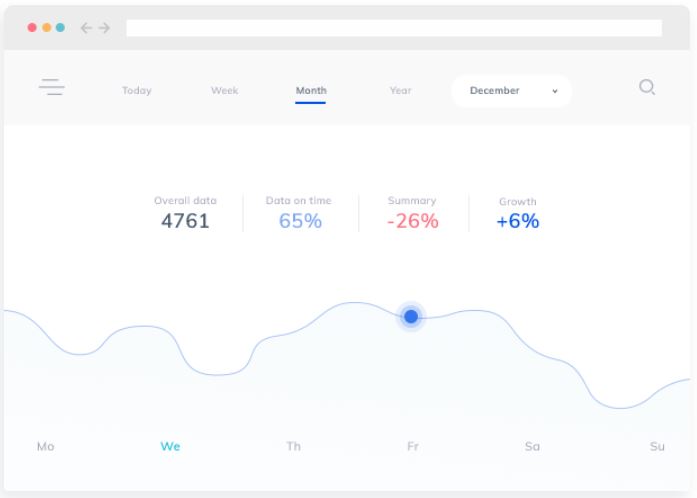 Today Week Month Year December
Overall data Data on time Summary Growth
4761 65% -26% +6%
Mo We Th Fr Sa Su